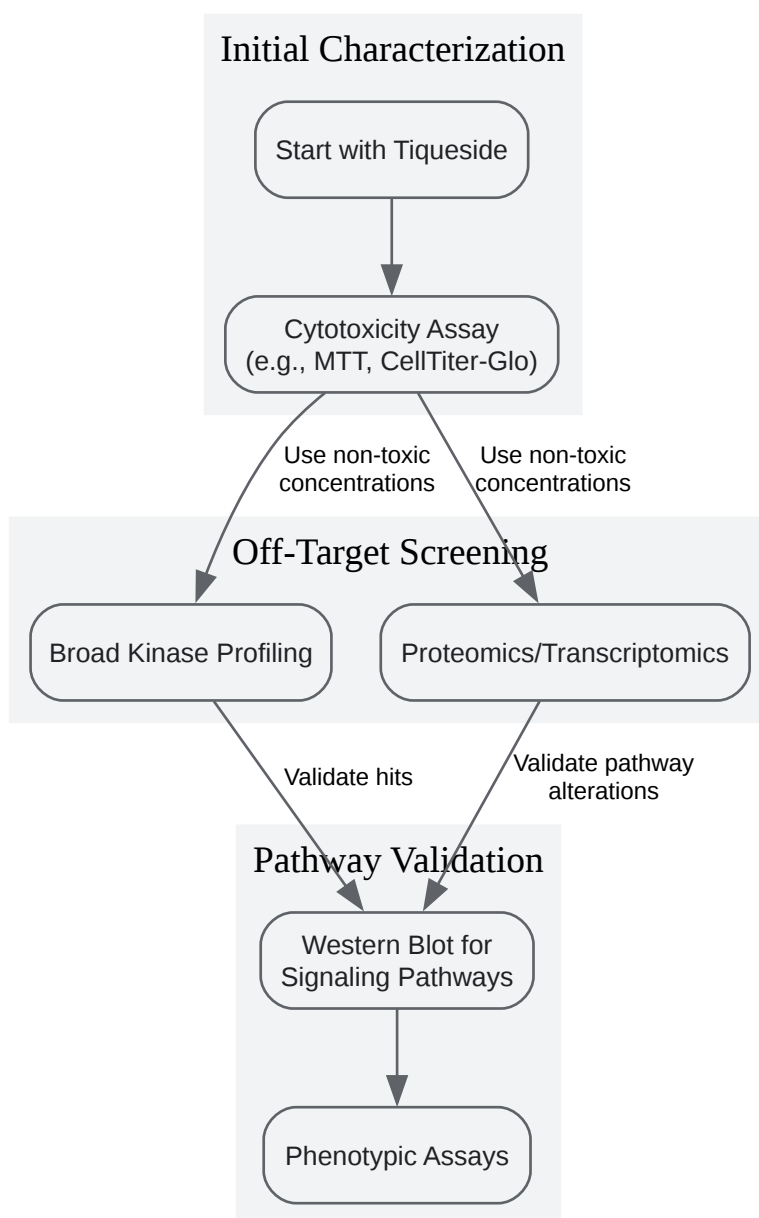 Initial Characterization
Start with Tiqueside
Cytotoxicity Assay
(e.g., MTT, CellTiter-Glo)
Use non-toxic
concentrations
Use non-toxic
concentrations
Off-Target Screening
Broad Kinase Profiling
Proteomics/Transcriptomics
Validate hits
Validate pathway
alterations
Pathway Validation
Western Blot for
Signaling Pathways
Phenotypic Assays